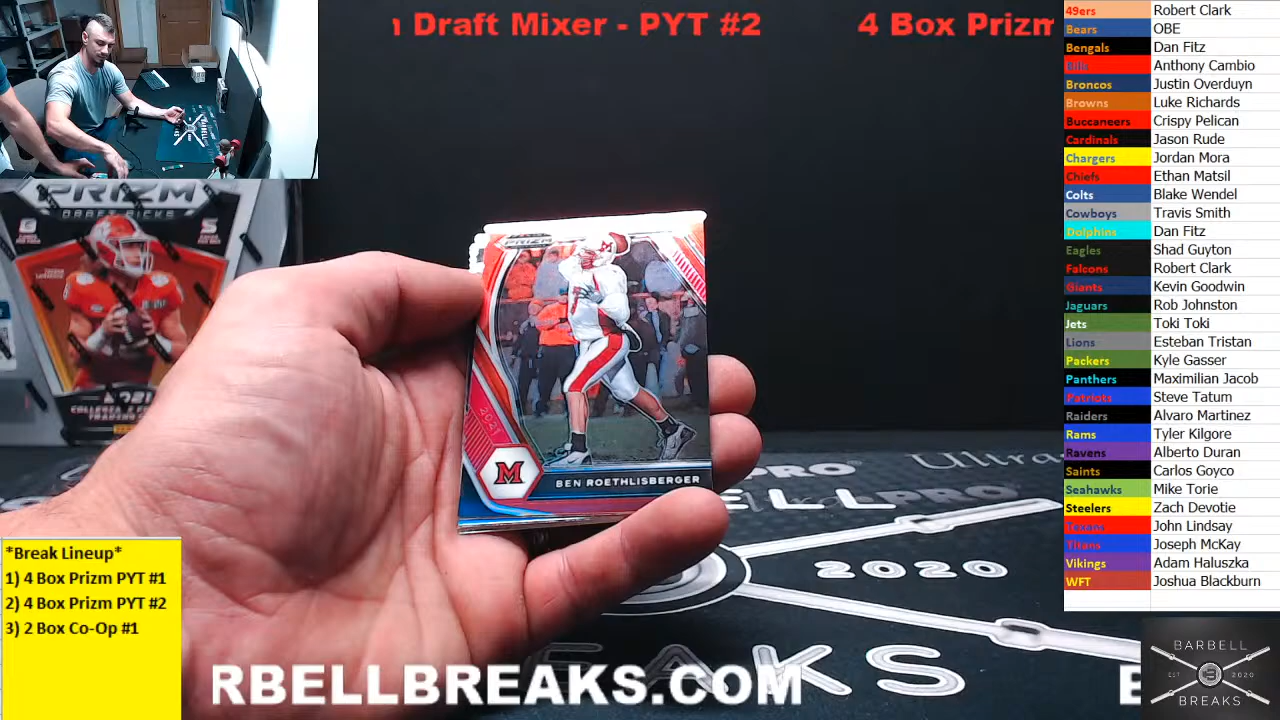 n Draft Mixer - PYT #2 4 Box Prizm
49ers Robert Clark
Bears OBE
Bengals Dan Fitz
Bills Anthony Cambio
Broncos Justin Overduyn
Browns Luke Richards
Buccaneers Crispy Pelican
Cardinals Jason Rude
Chargers Jordan Mora
Chiefs Ethan Matsil
Colts Blake Wendel
Cowboys Travis Smith
Dolphins Dan Fitz
Eagles Shad Guyton
Falcons Robert Clark
Giants Kevin Goodwin
Jaguars Rob Johnston
Jets Toki Toki
Lions Esteban Tristan
Packers Kyle Gasser
Panthers Maximilian Jacob
Patriots Steve Tatum
Raiders Alvaro Martinez
Rams Tyler Kilgore
Ravens Alberto Duran
Saints Carlos Goyco
Seahawks Mike Torie
Steelers Zach Devotie
Texans John Lindsay
Titans Joseph McKay
Vikings Adam Haluszka
WFT Joshua Blackburn
PRIZM
DRAFT PICKS
PRIZM
2021
M
BEN ROETHLISBERGER
PRO
Ultra
2020
EAKS
*Break Lineup*
1) 4 Box Prizm PYT #1
2) 4 Box Prizm PYT #2
3) 2 Box Co-Op #1
RBELLBREAKS.COM
BARBELL
EST 2020
BREAKS